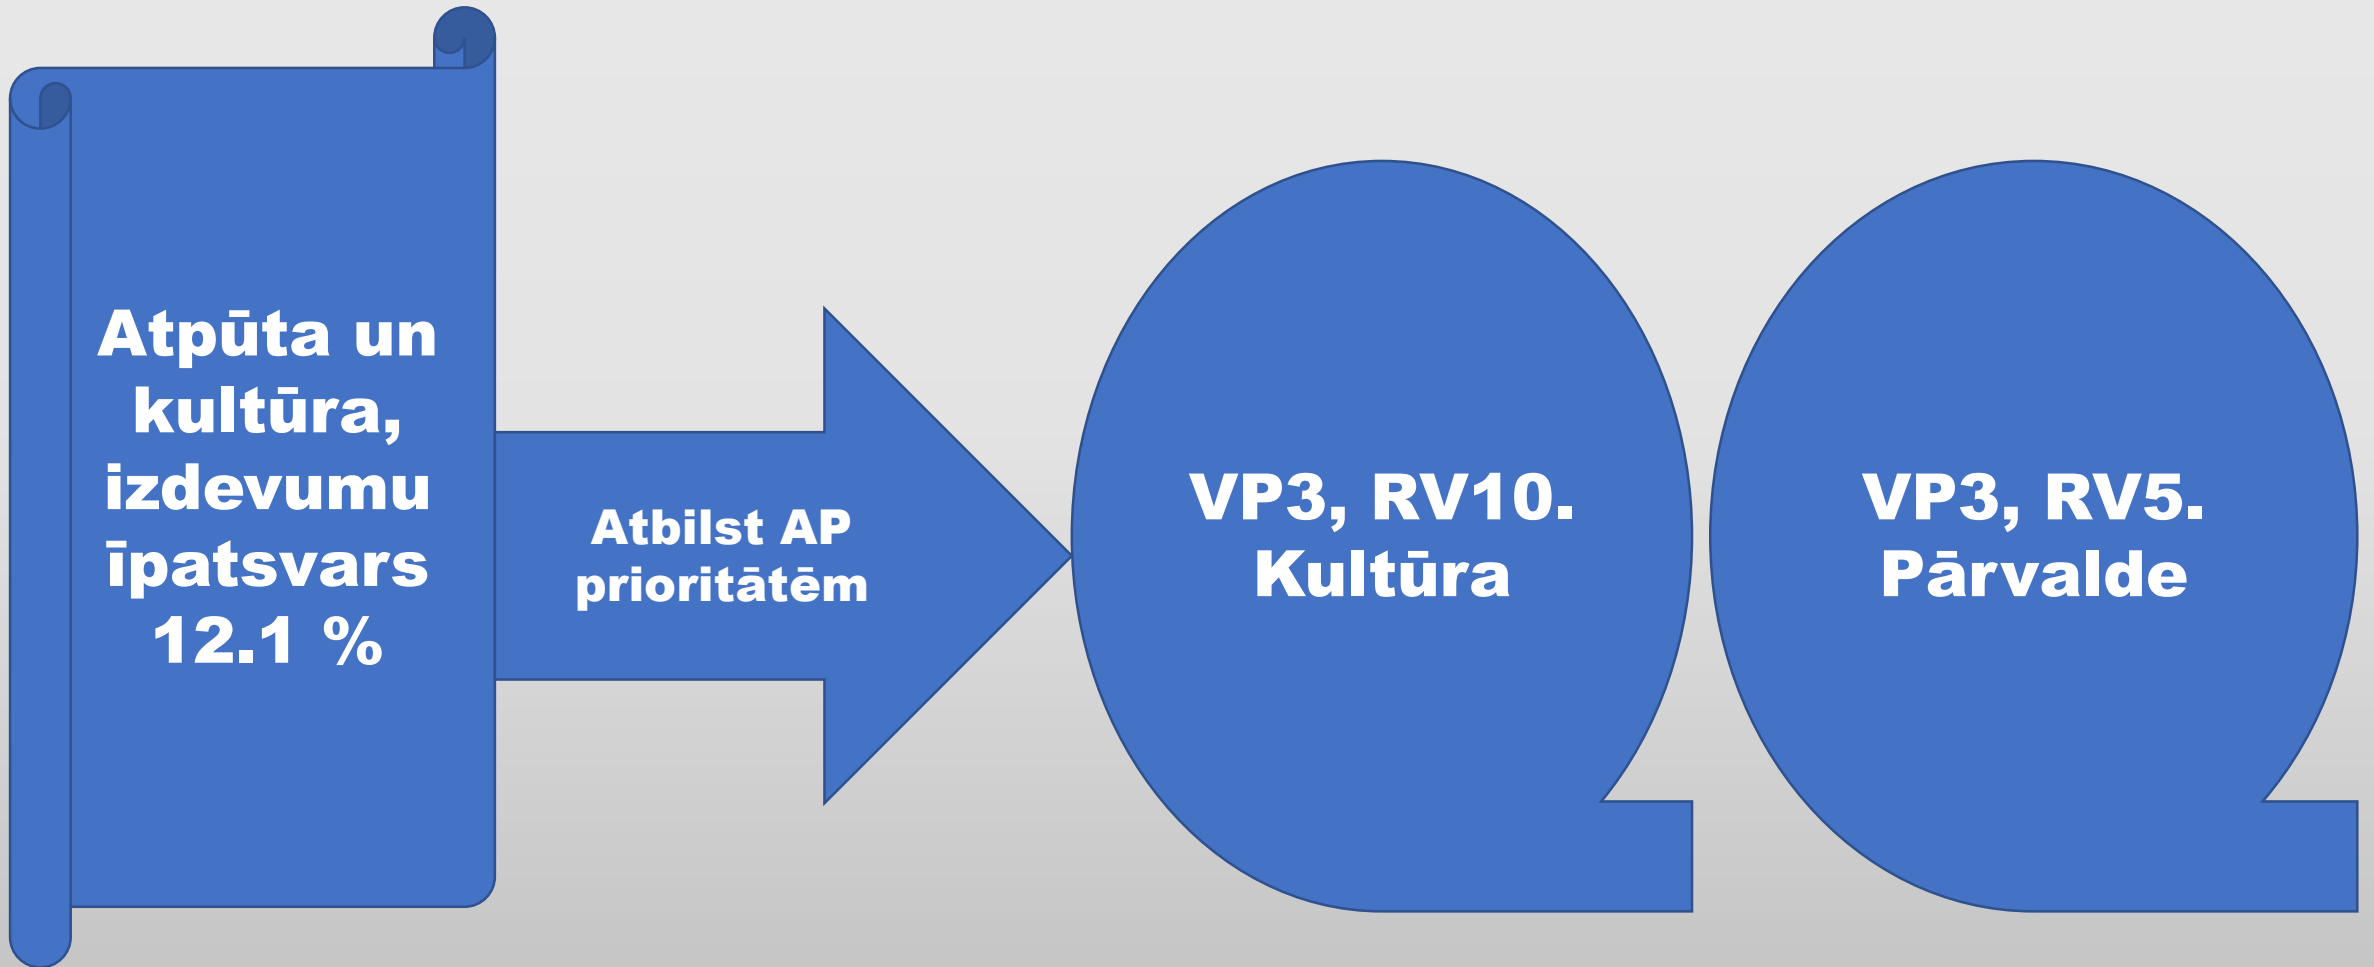 Atpūta un
kultūra,
izdevumu
īpatsvars
12.1 %
Atbilst AP
prioritātēm
VP3, RV10.
Kultūra
VP3, RV5.
Pārvalde